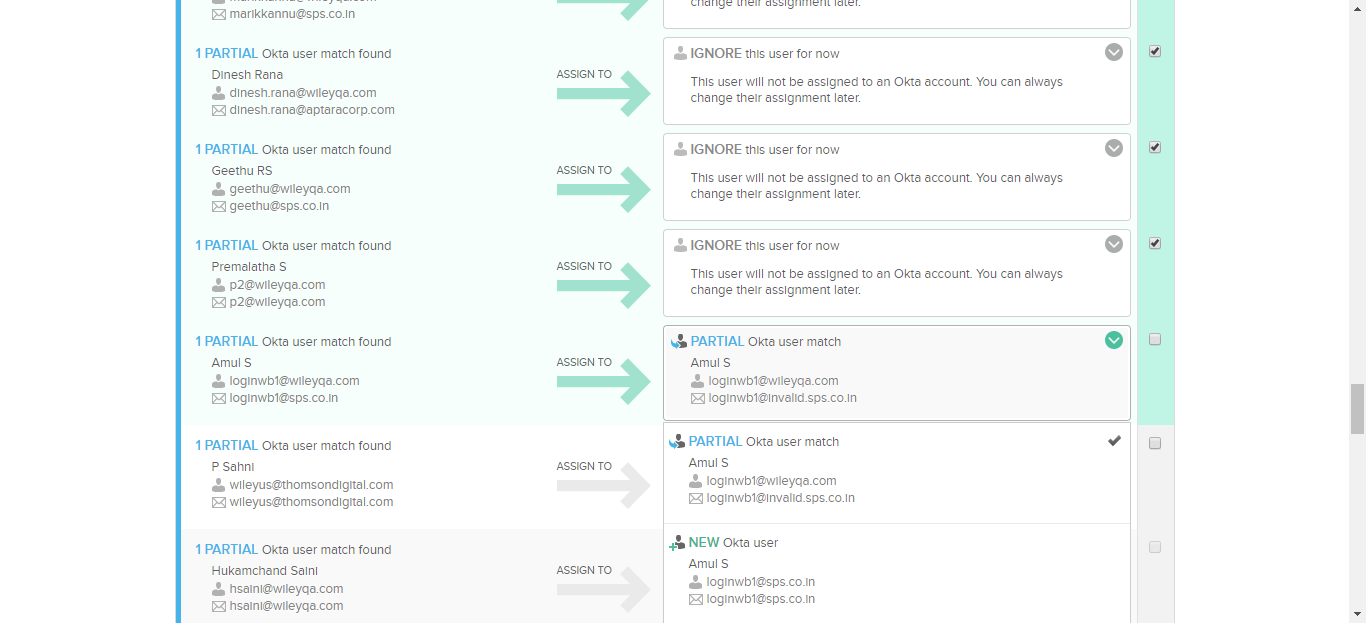 marikkannu@sps.co.in
change their assignment later.
1 PARTIAL Okta user match found
Dinesh Rana
dinesh.rana@wileyqa.com
dinesh.rana@aptaracorp.com
ASSIGN TO
IGNORE this user for now
This user will not be assigned to an Okta account. You can always
change their assignment later.
1 PARTIAL Okta user match found
Geethu RS
geethu@wileyqa.com
geethu@sps.co.in
ASSIGN TO
IGNORE this user for now
This user will not be assigned to an Okta account. You can always
change their assignment later.
1 PARTIAL Okta user match found
Premalatha S
p2@wileyqa.com
p2@wileyqa.com
ASSIGN TO
IGNORE this user for now
This user will not be assigned to an Okta account. You can always
change their assignment later.
1 PARTIAL Okta user match found
Amul S
loginwb1@wileyqa.com
loginwb1@sps.co.in
ASSIGN TO
PARTIAL Okta user match
Amul S
loginwb1@wileyqa.com
loginwb1@invalid.sps.co.in
1 PARTIAL Okta user match found
P Sahni
wileyus@thomsondigital.com
wileyus@thomsondigital.com
ASSIGN TO
PARTIAL Okta user match
Amul S
loginwb1@wileyqa.com
loginwb1@invalid.sps.co.in
1 PARTIAL Okta user match found
Hukamchand Saini
hsaini@wileyqa.com
hsaini@wileyqa.com
ASSIGN TO
NEW Okta user
Amul S
loginwb1@sps.co.in
loginwb1@sps.co.in